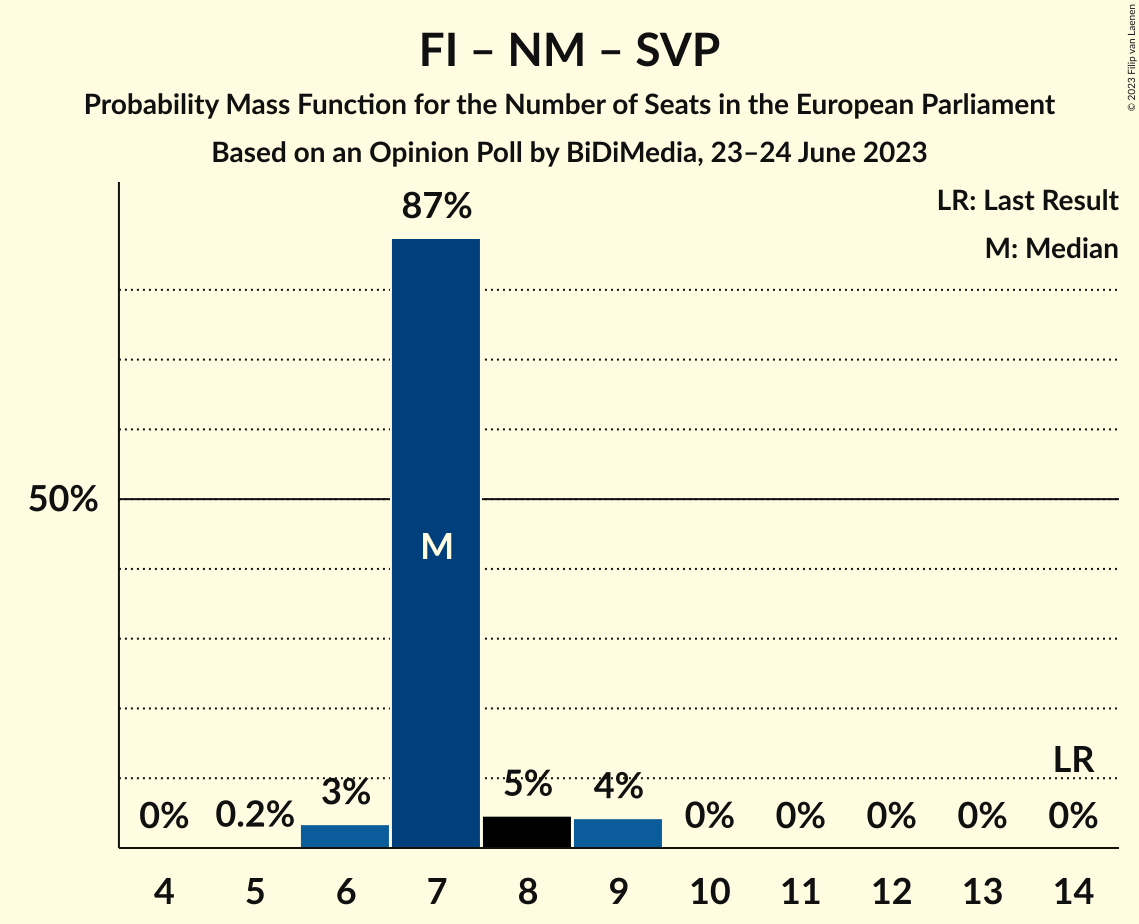 FI – NM – SVP
Probability Mass Function for the Number of Seats in the European Parliament
Based on an Opinion Poll by BiDiMedia, 23–24 June 2023
© 2023 Filip van Laenen
LR: Last Result
M: Median
87%
50%
M
LR
0%
0.2%
3%
5%
4%
0%
0%
0%
0%
0%
4 5 6 7 8 9 10 11 12 13 14